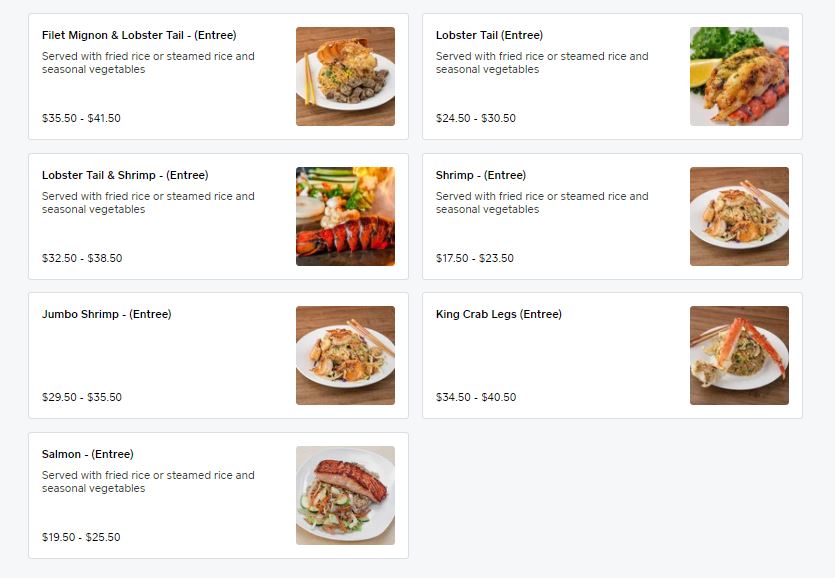 Filet Mignon & Lobster Tail - (Entree)
Served with fried rice or steamed rice and
seasonal vegetables
$35.50 - $41.50
Lobster Tail (Entree)
Served with fried rice or steamed rice and
seasonal vegetables
$24.50 - $30.50
Lobster Tail & Shrimp - (Entree)
Served with fried rice or steamed rice and
seasonal vegetables
$32.50 - $38.50
Shrimp - (Entree)
Served with fried rice or steamed rice and
seasonal vegetables
$17.50 - $23.50
Jumbo Shrimp - (Entree)
$29.50 - $35.50
King Crab Legs (Entree)
$34.50 - $40.50
Salmon - (Entree)
Served with fried rice or steamed rice and
seasonal vegetables
$19.50 - $25.50